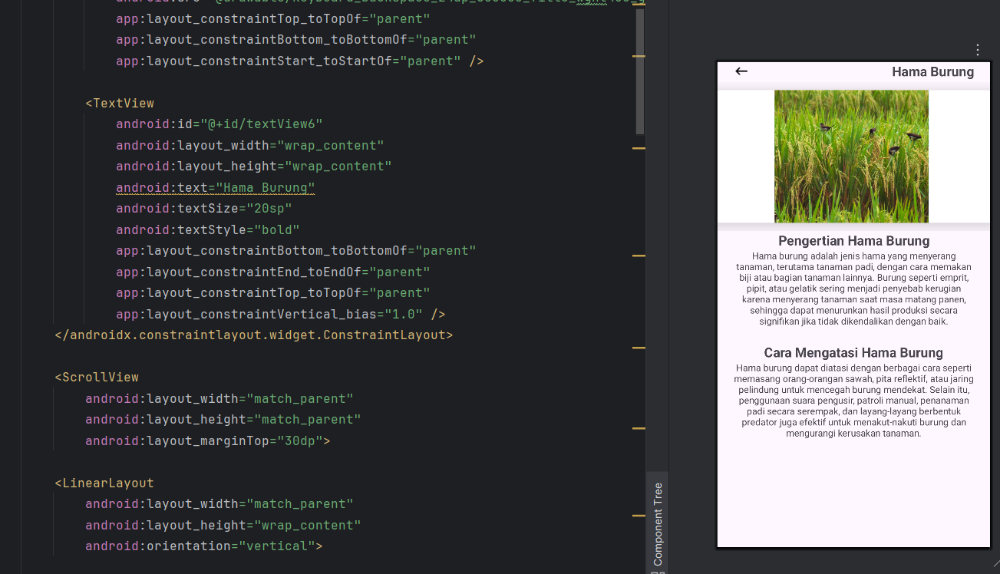 app:layout_constraintTop_toTopOf="parent"
app:layout_constraintBottom_toBottomOf="parent"
app:layout_constraintStart_toStartOf="parent" />
<TextView
android:id="@+id/textView6"
android:layout_width="wrap_content"
android:layout_height="wrap_content"
android:text="Hama Burung"
android:textSize="20sp"
android:textStyle="bold"
app:layout_constraintBottom_toBottomOf="parent"
app:layout_constraintEnd_toEndOf="parent"
app:layout_constraintTop_toTopOf="parent"
app:layout_constraintVertical_bias="1.0" />
</androidx.constraintlayout.widget.ConstraintLayout>
<ScrollView
android:layout_width="match_parent"
android:layout_height="match_parent"
android:layout_marginTop="30dp">
<LinearLayout
android:layout_width="match_parent"
android:layout_height="wrap_content"
android:orientation="vertical">
Component Tree
Hama Burung
Pengertian Hama Burung
Hama burung adalah jenis hama yang menyerang
tanaman, terutama tanaman padi, dengan cara memakan
biji atau bagian tanaman lainnya. Burung seperti emprit,
pipit, atau gelatik sering menjadi penyebab kerugian
karena menyerang tanaman saat masa matang panen,
sehingga dapat menurunkan hasil produksi secara
signifikan jika tidak dikendalikan dengan baik.
Cara Mengatasi Hama Burung
Hama burung dapat diatasi dengan berbagai cara seperti
memasang orang-orangan sawah, pita reflektif, atau jaring
pelindung untuk mencegah burung mendekat. Selain itu,
penggunaan suara pengusir, patroli manual, penanaman
padi secara serempak, dan layang-layang berbentuk
predator juga efektif untuk menakut-nakuti burung dan
mengurangi kerusakan tanaman.